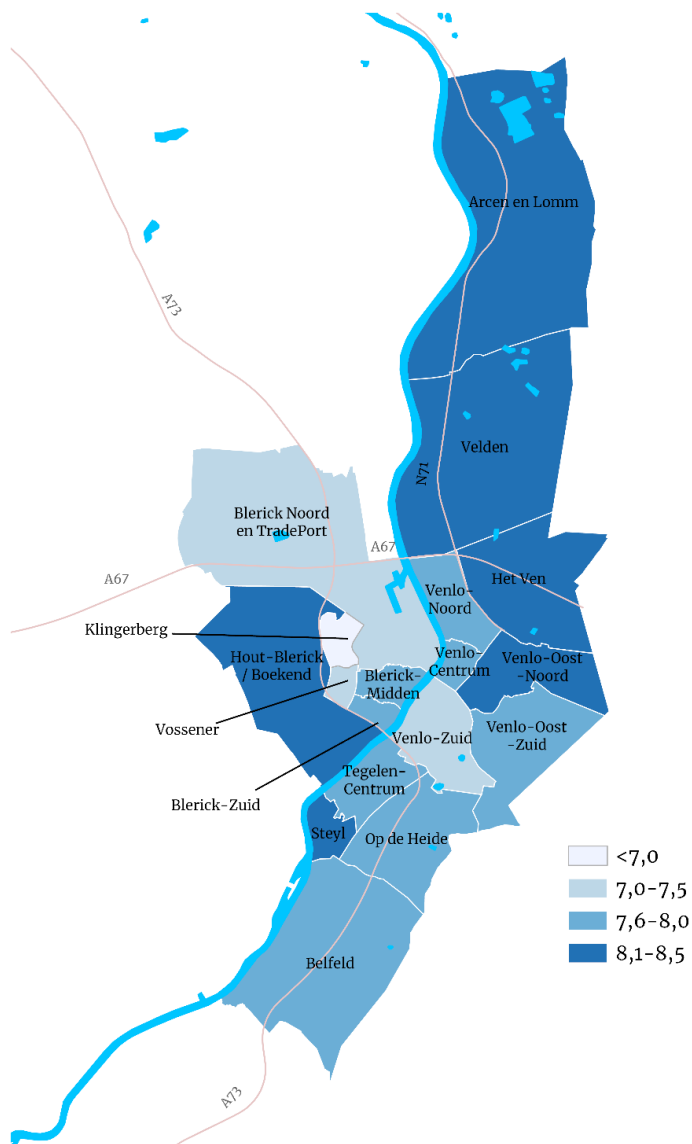 Arcen en Lomm
A73
Velden
N71
Blerick Noord
en TradePort
A67
A67
Het Ven
Venlo-
Noord
Klingerberg
Hout-Blerick
/ Boekend
Venlo-
Centrum
Venlo-Oost
-Noord
Blerick-
Midden
Vossener
Venlo-Zuid
Venlo-Oost
-Zuid
Blerick-Zuid
Tegelen-
Centrum
Steyl
Op de Heide
<7,0
7,0-7,5
7,6-8,0
8,1-8,5
Belfeld
A73